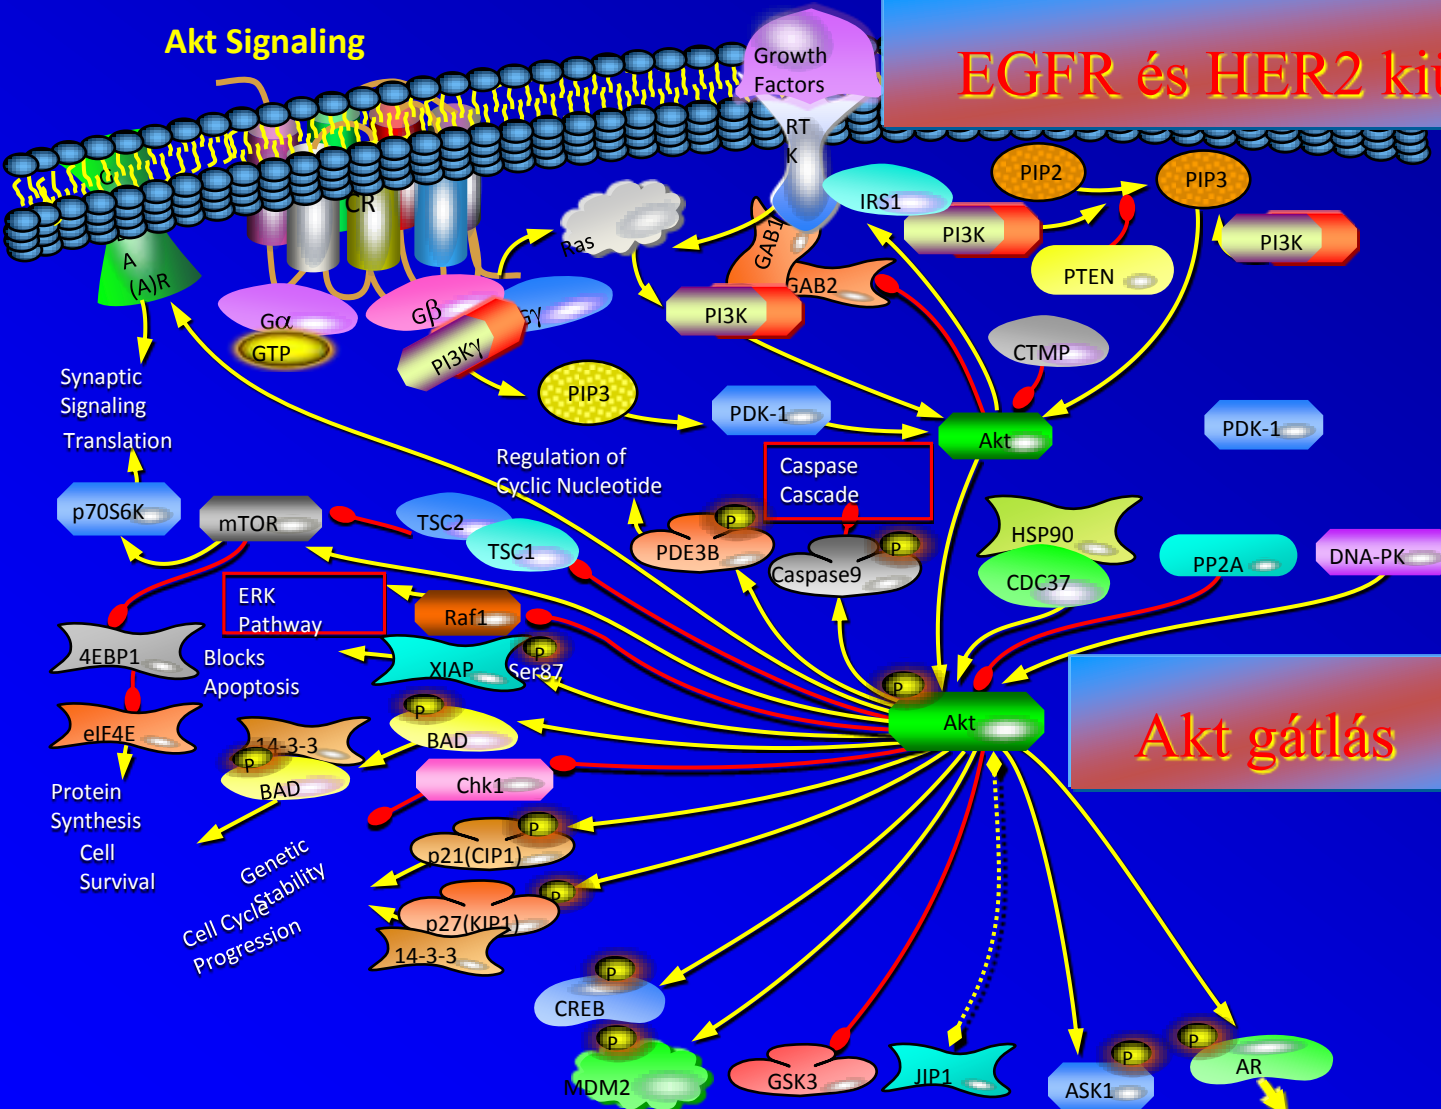 Akt Signaling
EGFR és HER2
Growth
Factors
RT
K
G
CR
A
(A)R
Gα
GTP
Gβ
Gγ
PI3Kγ
Ras
GAB1
GAB2
PI3K
IRS1
PI3K
PIP2
PIP3
PTEN
PI3K
CTMP
PIP3
PDK-1
Akt
PDK-1
Synaptic
Signaling
Translation
p70S6K
mTOR
TSC2
TSC1
Regulation of
Cyclic Nucleotide
Caspase
Cascade
P
PDE3B
P
Caspase9
HSP90
CDC37
PP2A
DNA-PK
ERK
Pathway
Raf1
4EBP1
Blocks
Apoptosis
XIAP
P
Ser87
eIF4E
P
BAD
14-3-3
P
BAD
P
Akt
Akt gátlás
Chk1
Protein
Synthesis
Cell
Survival
Genetic
Stability
Cell Cycle
Progression
P
p21(CIP1)
P
p27(KIP1)
14-3-3
P
CREB
P
MDM2
GSK3
JIP1
P
ASK1
P
AR